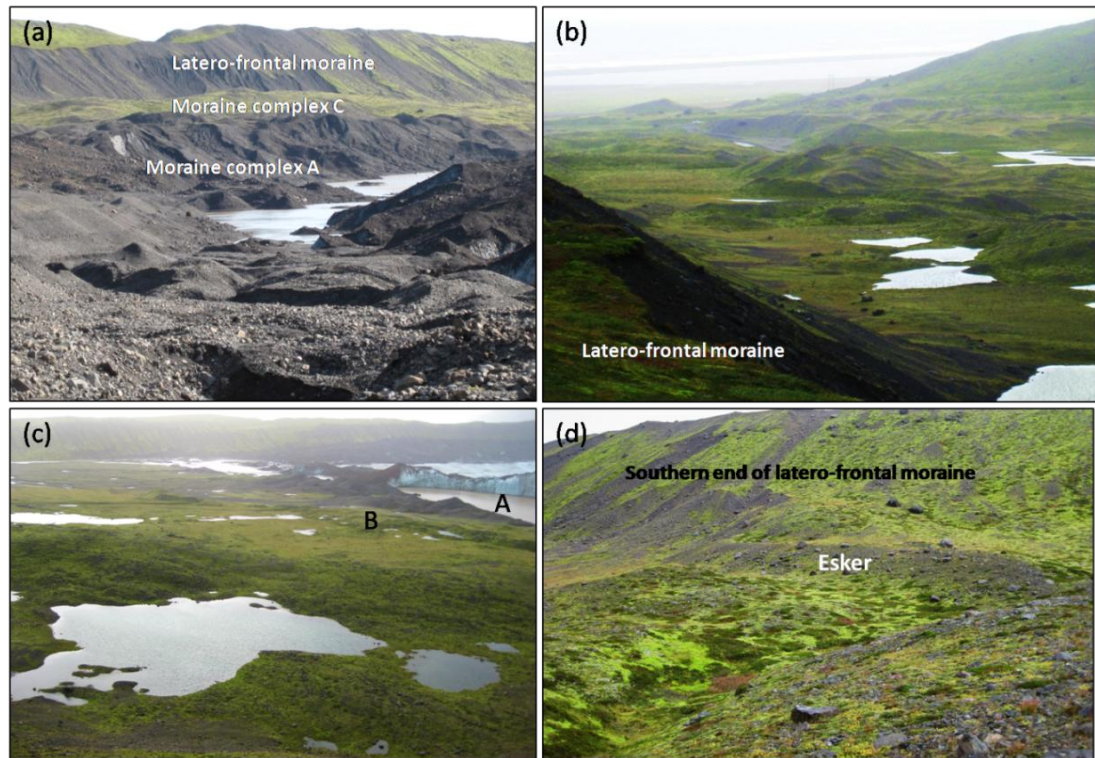 (a)
Latero-frontal moraine
Moraine complex C
Moraine complex A
(b)
Latero-frontal moraine
(c)
A
B
(d)
Southern end of latero-frontal moraine
Esker